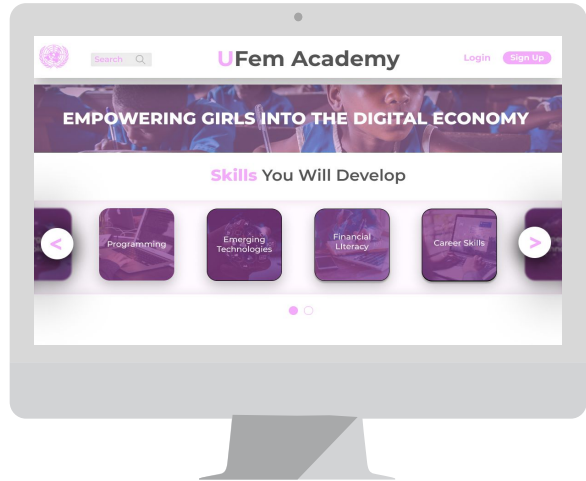 Search
UFem Academy
Login
Sign Up
EMPOWERING GIRLS INTO THE DIGITAL ECONOMY
Skills You Will Develop
<
Programming
Emerging
Technologies
Financial
LIteracy
Career Skills
>